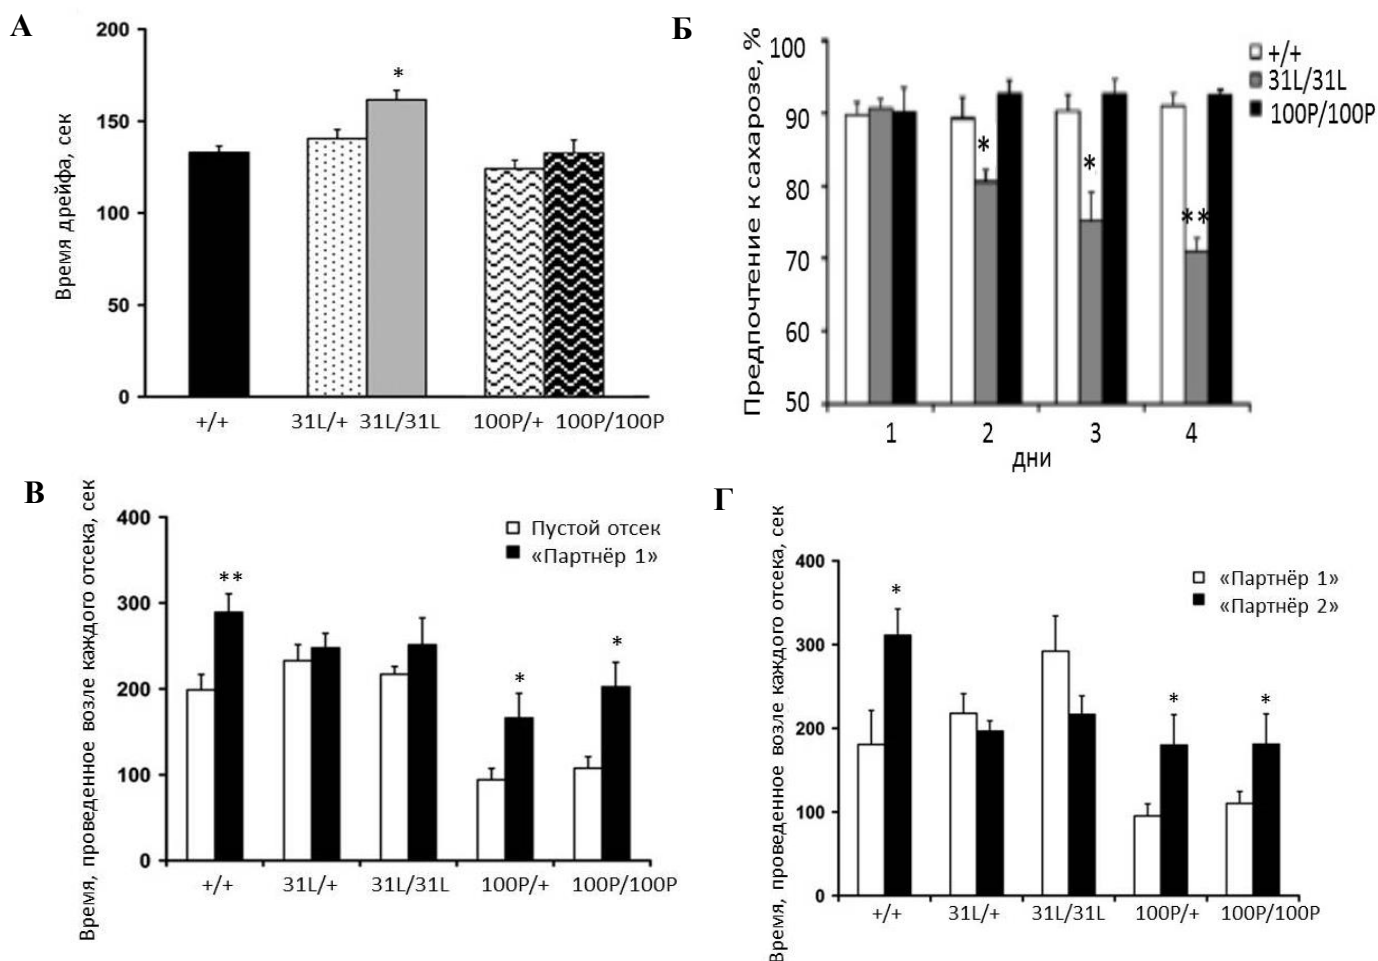 А
Время дрейфа, сек
200
150
100
50
0
*
+/+ 31L/+ 31L/31L 100P/+ 100P/100P
Б
Предпочтение к сахарозе, %
100
90
80
70
60
50
* * **
+/+
31L/31L
100P/100P
1 2 3 4
дни
В
Время, проведенное возле каждого отсека, сек
400
300
200
100
0
Пустой отсек
«Партнёр 1»
** * *
+/+ 31L/+ 31L/31L 100P/+ 100P/100P
Г
Время, проведенное возле каждого отсека, сек
400
300
200
100
0
«Партнёр 1»
«Партнёр 2»
* * *
+/+ 31L/+ 31L/31L 100P/+ 100P/100P